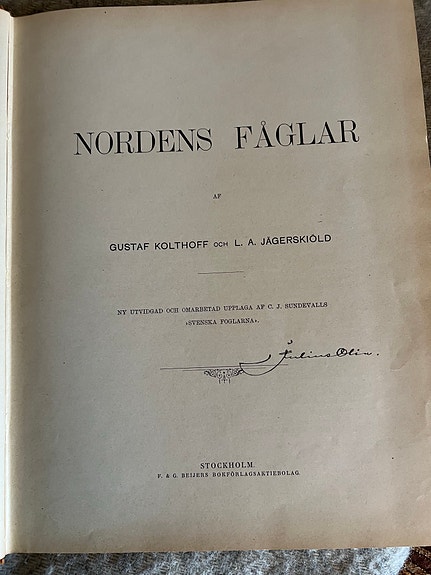 NORDENS FÅGLAR
AF
GUSTAF KOLTHOFF OCH L. A. JÄGERSKIÖLD
NY UTVIDGAD OCH OMARBETAD UPPLAGA AF C. J. SUNDEVALLS
»SVENSKA FOGLARNA».
Julius Olin.
STOCKHOLM.
F. & G. BEIJERS BOKFÖRLAGSAKTIEBOLAG.